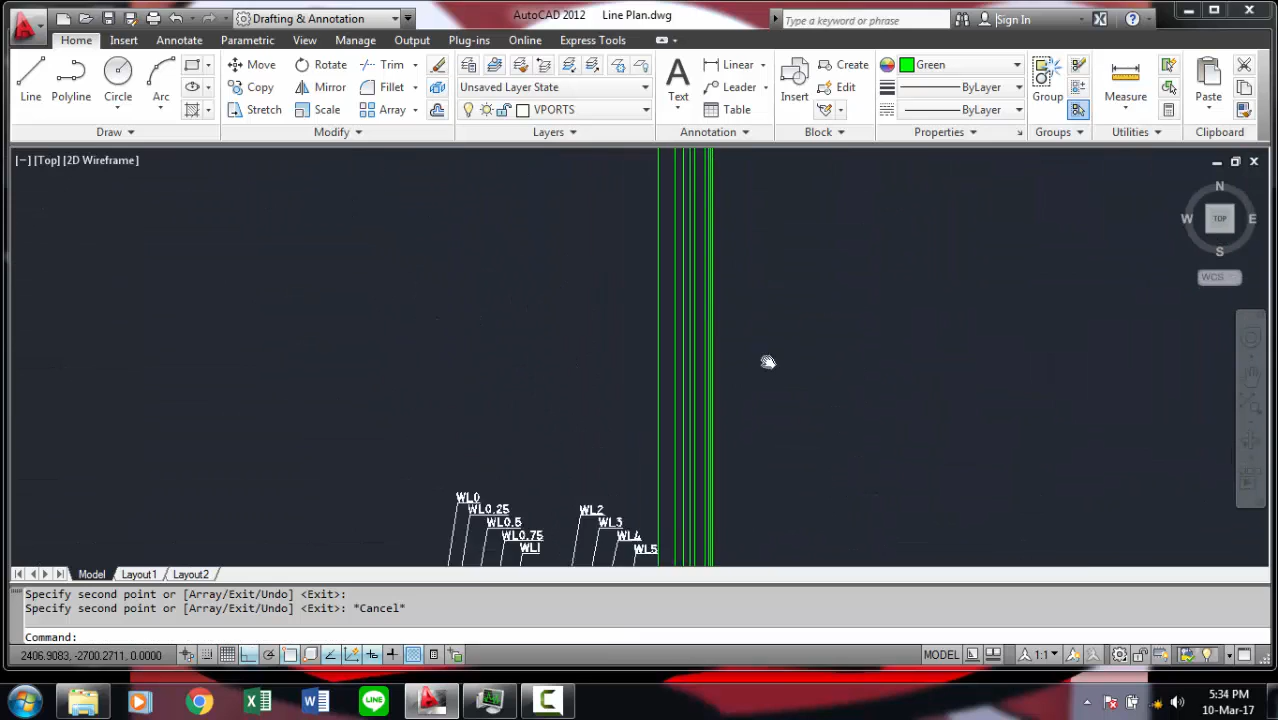 AutoCAD 2012 Line Plan.dwg
Drafting & Annotation
Type a keyword or phrase
Sign In
Home Insert Annotate Parametric View Manage Output Plug-ins Online Express Tools
Line Polyline Circle Arc
Move Rotate Trim
Copy Mirror Fillet
Stretch Scale Array
Unsaved Layer State
VPORTS
Text
Linear
Leader
Table
Insert
Create
Edit
Green
ByLayer
ByLayer
Group Measure Paste
Draw Modify Layers Annotation Block Properties Groups Utilities Clipboard
[−] [Top] [2D Wireframe]
N
W TOP E
S
WCS
WL0
WL0.25
WL0.5
WL0.75
WL1
WL2
WL3
WL4
WL5
Model Layout1 Layout2
Specify second point or [Array/Exit/Undo] <Exit>:
Specify second point or [Array/Exit/Undo] <Exit>: *Cancel*
Command:
2406.9083, -2700.2711, 0.0000
MODEL
1:1
LINE
5:34 PM
10-Mar-17